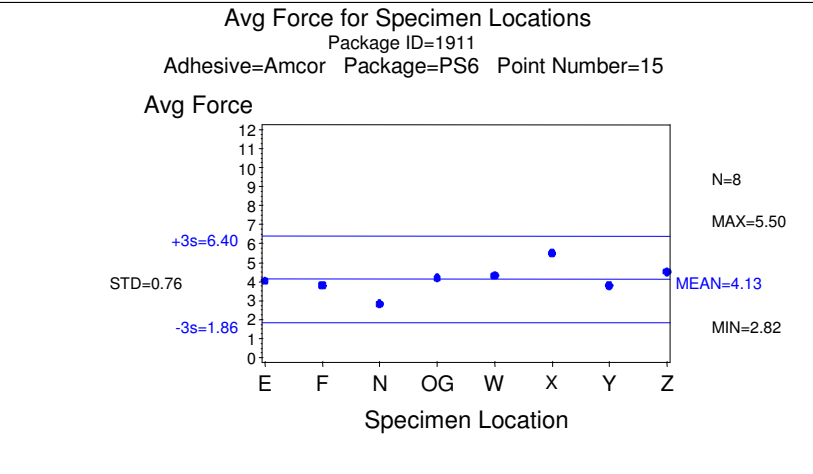 Avg Force for Specimen Locations
Package ID=1911
Adhesive=Amcor Package=PS6 Point Number=15
Avg Force
12
11
10
9
8
7
6
5
4
3
2
1
0
+3s=6.40
STD=0.76
-3s=1.86
N=8
MAX=5.50
MEAN=4.13
MIN=2.82
E F N OG W X Y Z
Specimen Location